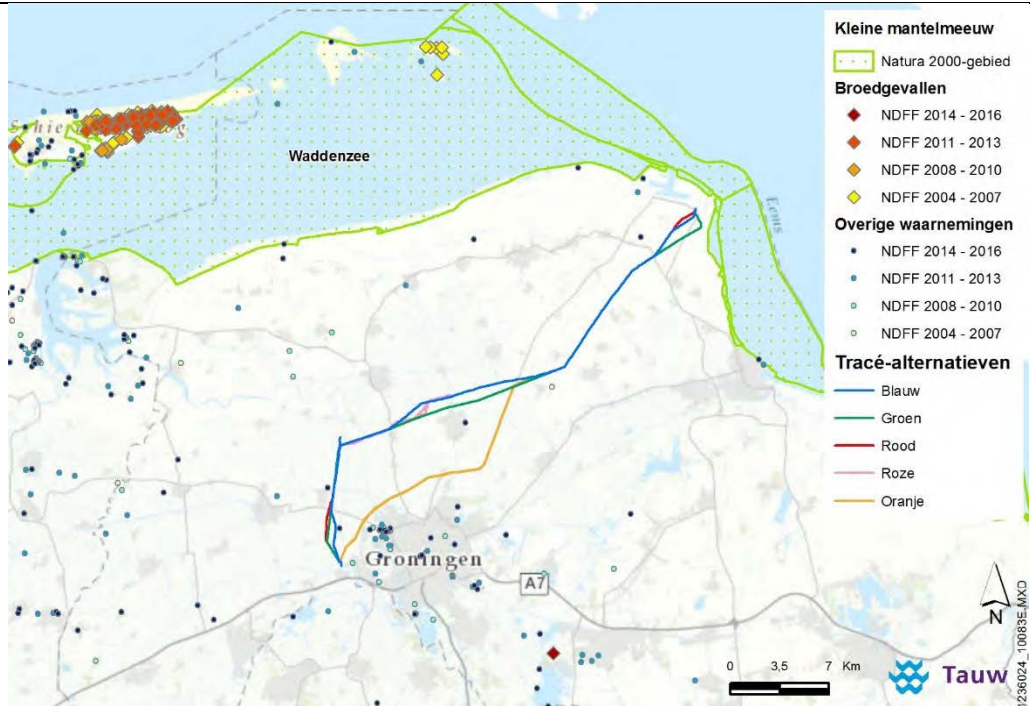 Kleine mantelmeeuw
Natura 2000-gebied
Broedgevallen
NDFF 2014 - 2016
NDFF 2011 - 2013
NDFF 2008 - 2010
NDFF 2004 - 2007
Overige waarnemingen
NDFF 2014 - 2016
NDFF 2011 - 2013
NDFF 2008 - 2010
NDFF 2004 - 2007
Tracé-alternatieven
Blauw
Groen
Rood
Roze
Oranje
Waddenzee
Eems
Groningen
A7
N
0 3,5 7 Km
Tauw
1236024_10083E.MXD